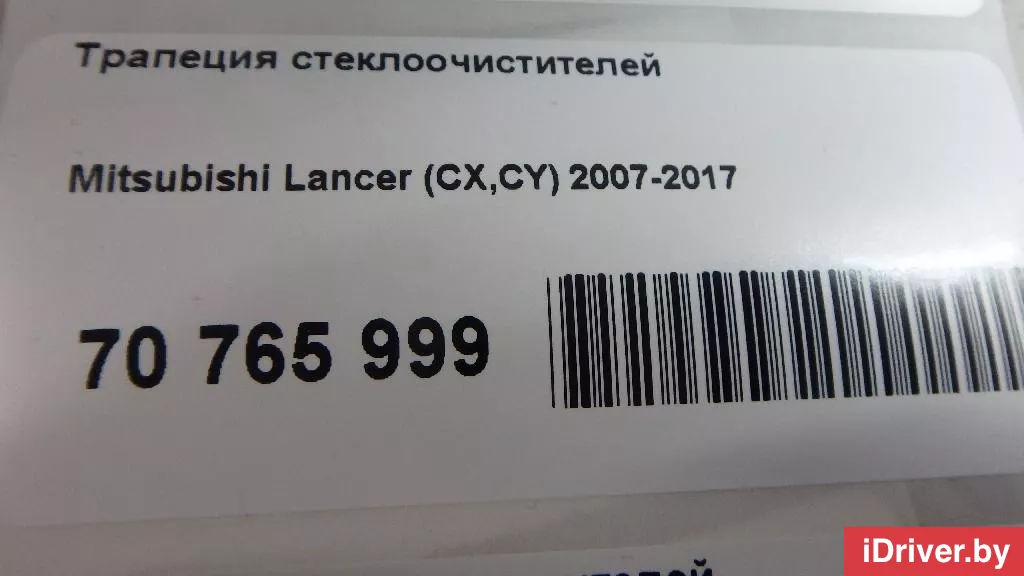 Трапеция стеклоочистителей
Mitsubishi Lancer (CX,CY) 2007-2017
70 765 999
iDriver.by